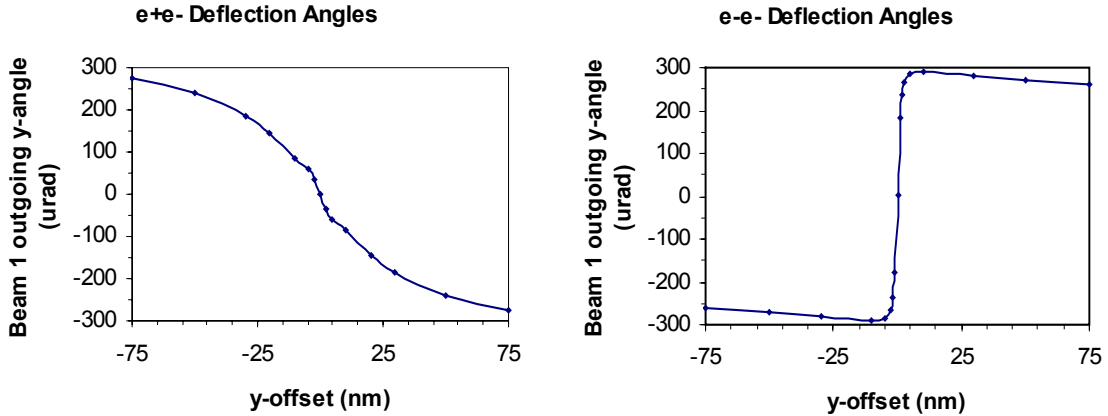 e+e- Deflection Angles
Beam 1 outgoing y-angle
(urad)
300
200
100
0
-100
-200
-300
-75
-25
25
75
y-offset (nm)
e-e- Deflection Angles
Beam 1 outgoing y-angle
(urad)
300
200
100
0
-100
-200
-300
-75
-25
25
75
y-offset (nm)